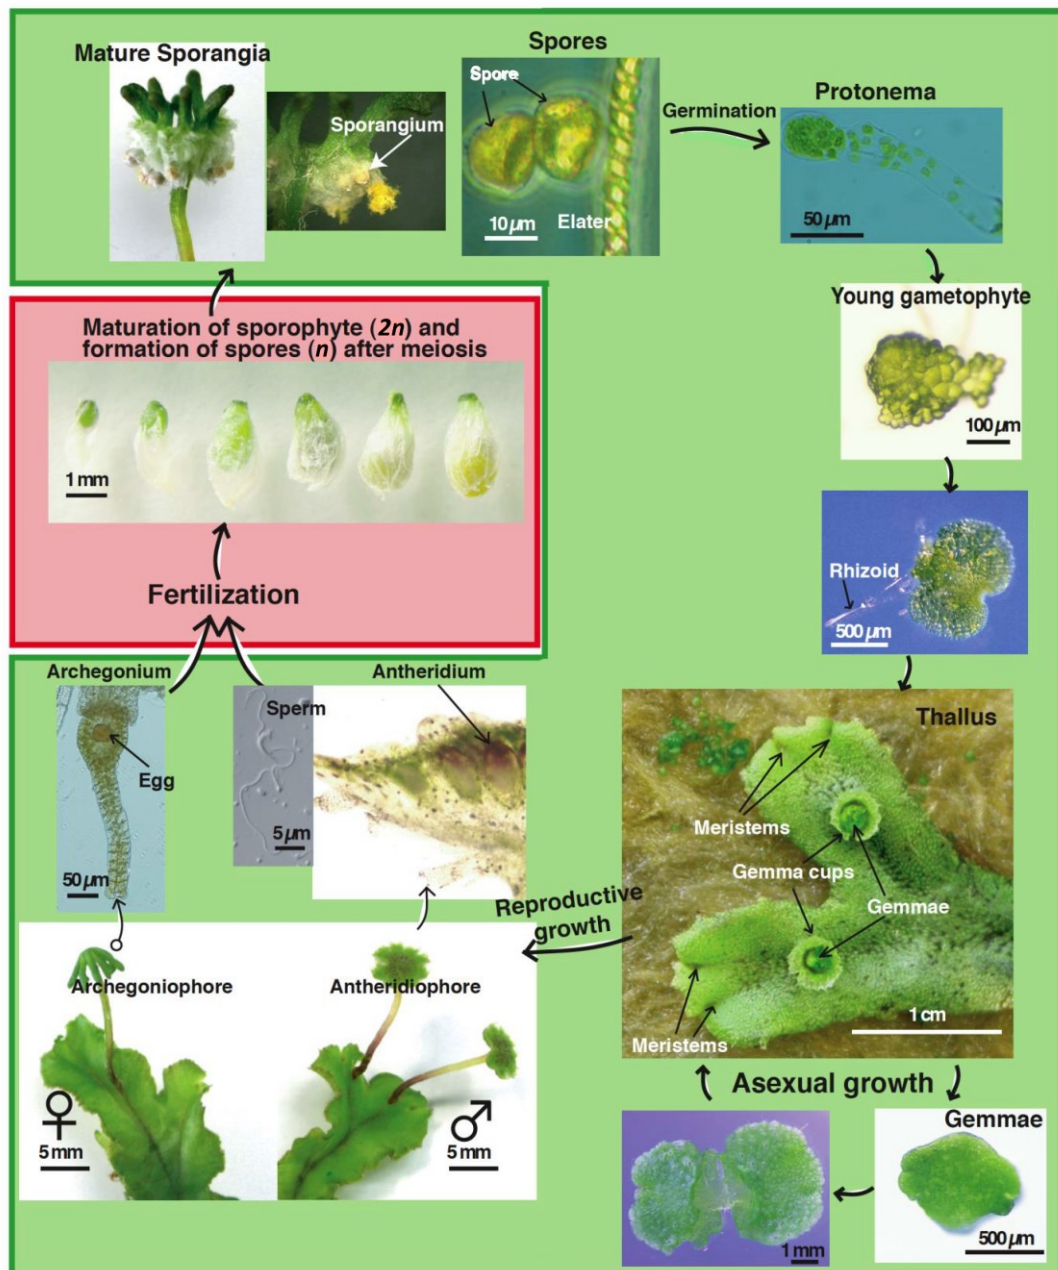 Mature Sporangia
Sporangium
Spores
Spore
10 µm
Elater
Germination
Protonema
50 µm
Young gametophyte
100 µm
Rhizoid
500 µm
Maturation of sporophyte (2n) and
formation of spores (n) after meiosis
1 mm
Fertilization
Archegonium
Egg
50 µm
Sperm
5 µm
Antheridium
Thallus
Meristems
Gemma cups
Gemmae
Meristems
1 cm
Reproductive
growth
Archegoniophore
♀
5 mm
Antheridiophore
♂
5 mm
Asexual growth
Gemmae
500 µm
1 mm